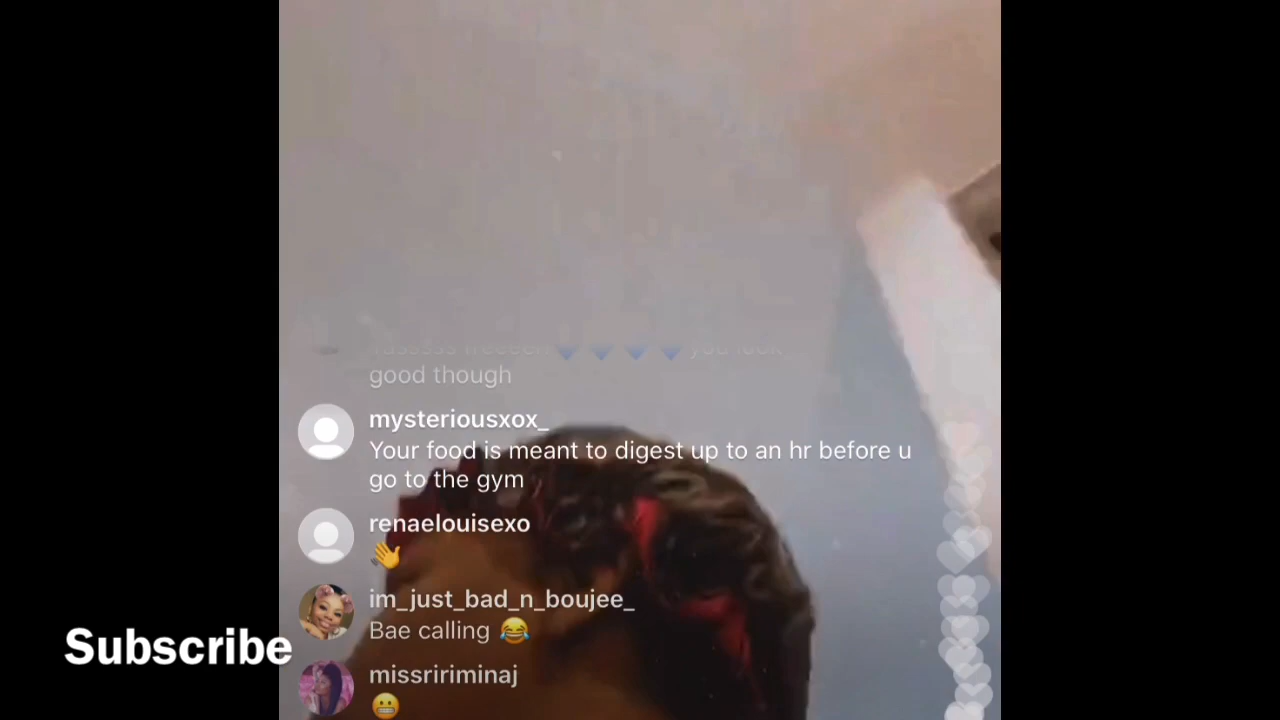 good though
mysteriousxox_
Your food is meant to digest up to an hr before u
go to the gym
renaelouisexo
👋
im_just_bad_n_boujee_
Bae calling 😂
Subscribe
missririminaj
😬